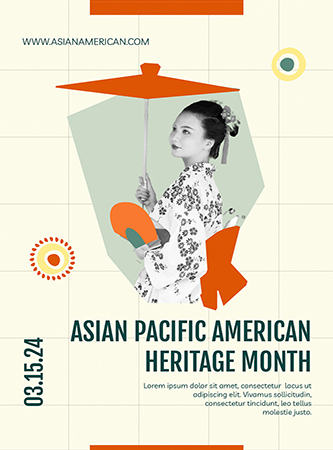 WWW.ASIANAMERICAN.COM
ASIAN PACIFIC AMERICAN
HERITAGE MONTH
03.15.24
Lorem ipsum dolor sit amet, consectetur locus ut
adipiscing elit. Vivamus sollicitudin,
consectetur tincidunt, leo tellus
molestie justo.